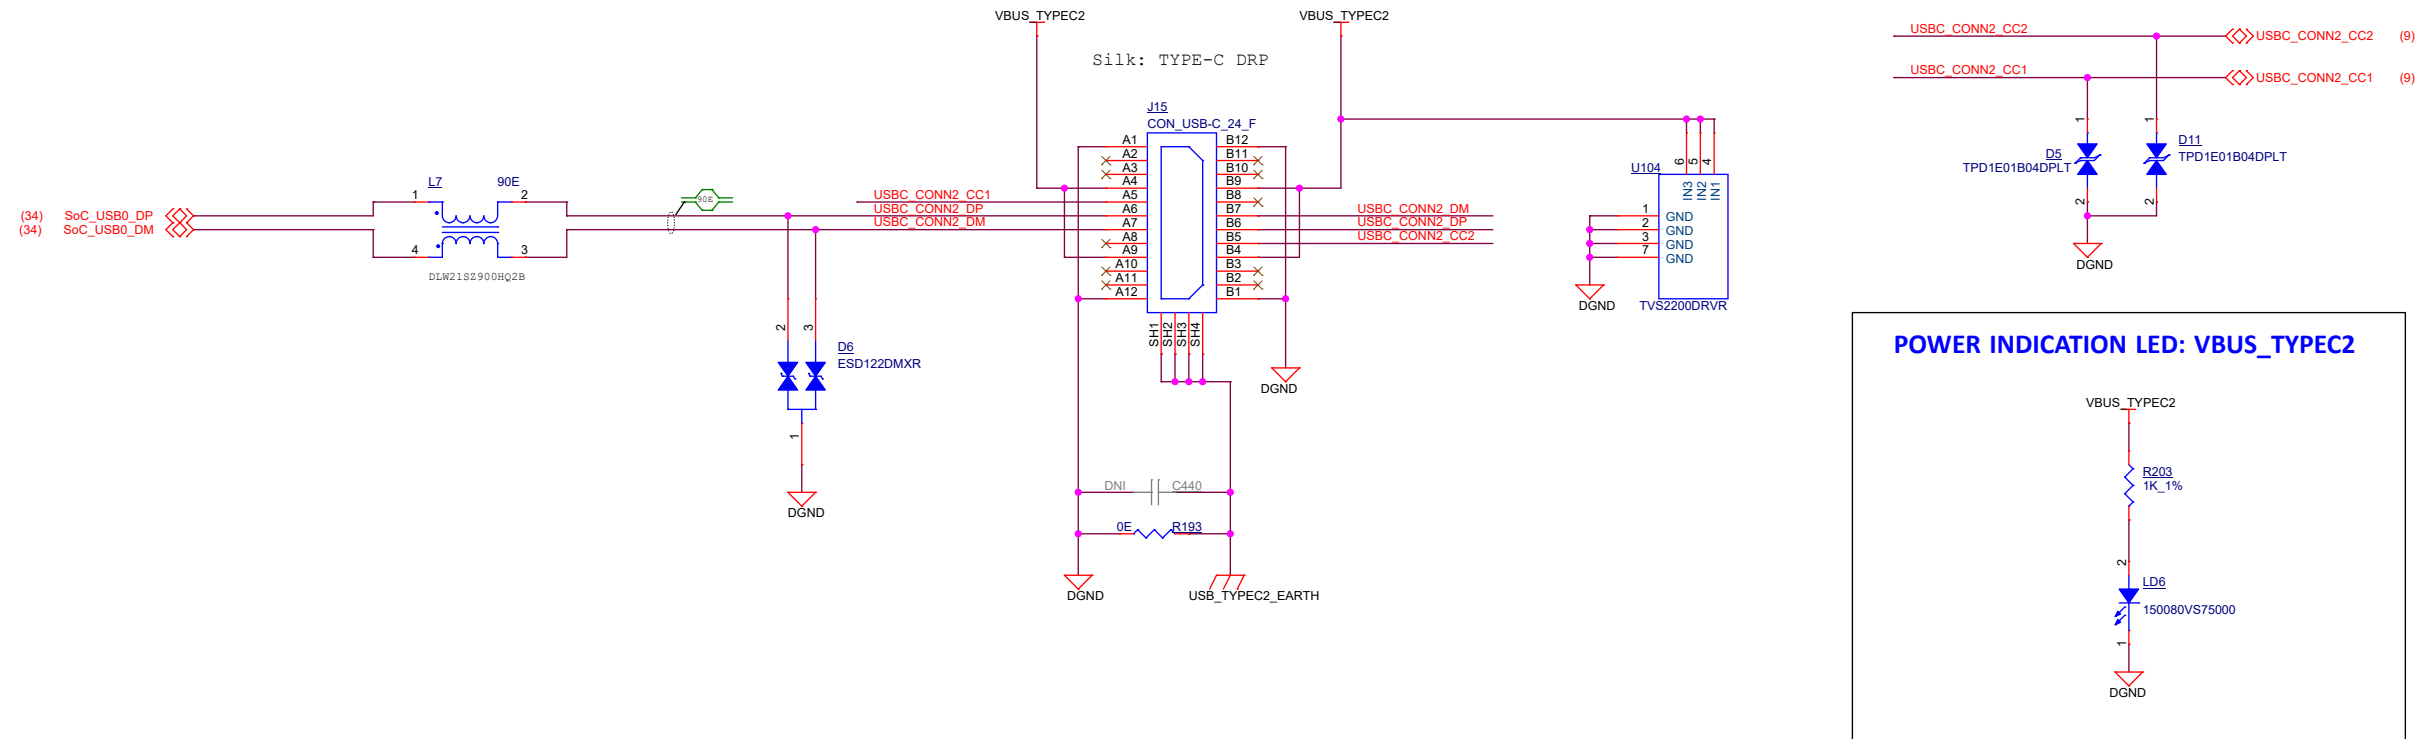 VBUS_TYPEC2
VBUS_TYPEC2
Silk: TYPE-C DRP
USBC_CONN2_CC2
USBC_CONN2_CC2 (9)
USBC_CONN2_CC1
USBC_CONN2_CC1 (9)
J15
CON_USB-C_24_F
A1
A2
A3
A4
A5
A6
A7
A8
A9
A10
A11
A12
B12
B11
B10
B9
B8
B7
B6
B5
B4
B3
B2
B1
SH1
SH2
SH3
SH4
L7
90E
1
2
4
3
DLW21SZ900HQ2B
(34) SoC_USB0_DP
(34) SoC_USB0_DM
90E
USBC_CONN2_CC1
USBC_CONN2_DP
USBC_CONN2_DM
USBC_CONN2_DM
USBC_CONN2_DP
USBC_CONN2_CC2
2
3
D6
ESD122DMXR
1
DGND
U104
6
5
4
IN3
IN2
IN1
1 GND
2 GND
3 GND
7 GND
DGND
TVS2200DRVR
1
1
D5
TPD1E01B04DPLT
D11
TPD1E01B04DPLT
2
2
DGND
DGND
DNI
C440
0E
R193
DGND
USB_TYPEC2_EARTH
POWER INDICATION LED: VBUS_TYPEC2
VBUS_TYPEC2
R203
1K_1%
2
LD6
150080VS75000
1
DGND